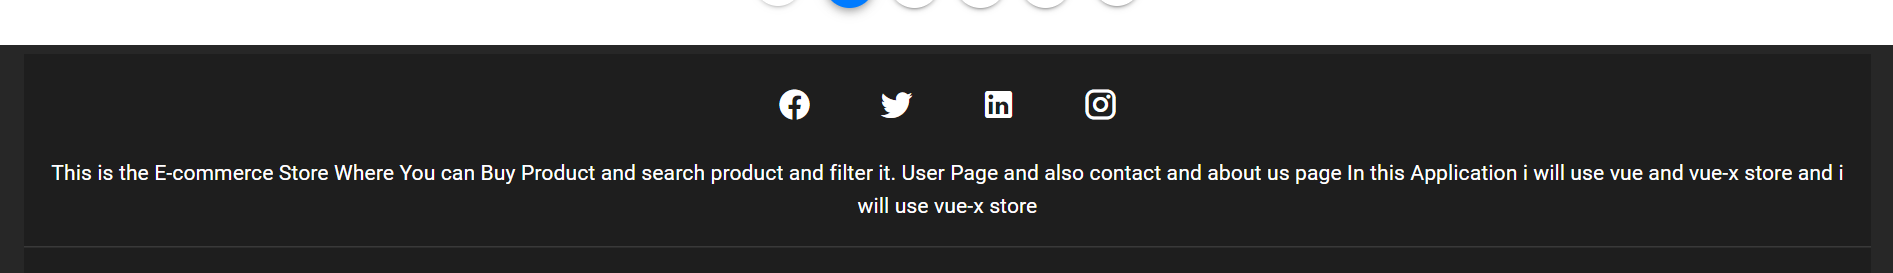 This is the E-commerce Store Where You can Buy Product and search product and filter it. User Page and also contact and about us page In this Application i will use vue and vue-x store and i
will use vue-x store